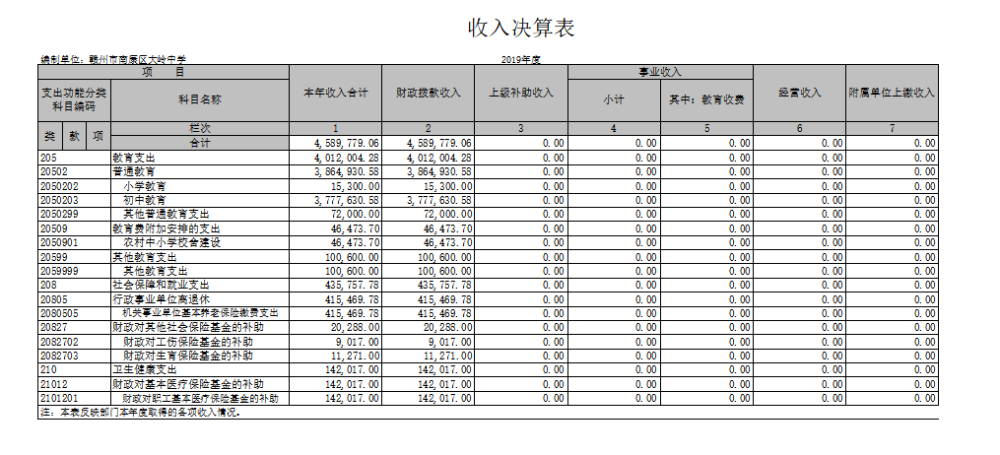 收入决算表
编制单位：赣州市南康区大岭中学 2019年度
项 目 本年收入合计 财政拨款收入 上级补助收入 事业收入 经营收入 附属单位上缴收入
支出功能分类科目编码 科目名称 小计 其中：教育收费
类 款 项 栏次 1 2 3 4 5 6 7
合计 4,589,779.06 4,589,779.06 0.00 0.00 0.00 0.00 0.00
205 教育支出 4,012,004.28 4,012,004.28 0.00 0.00 0.00 0.00 0.00
20502 普通教育 3,864,930.58 3,864,930.58 0.00 0.00 0.00 0.00 0.00
2050202 小学教育 15,300.00 15,300.00 0.00 0.00 0.00 0.00 0.00
2050203 初中教育 3,777,630.58 3,777,630.58 0.00 0.00 0.00 0.00 0.00
2050299 其他普通教育支出 72,000.00 72,000.00 0.00 0.00 0.00 0.00 0.00
20509 教育费附加安排的支出 46,473.70 46,473.70 0.00 0.00 0.00 0.00 0.00
2050901 农村中小学校舍建设 46,473.70 46,473.70 0.00 0.00 0.00 0.00 0.00
20599 其他教育支出 100,600.00 100,600.00 0.00 0.00 0.00 0.00 0.00
2059999 其他教育支出 100,600.00 100,600.00 0.00 0.00 0.00 0.00 0.00
208 社会保障和就业支出 435,757.78 435,757.78 0.00 0.00 0.00 0.00 0.00
20805 行政事业单位离退休 415,469.78 415,469.78 0.00 0.00 0.00 0.00 0.00
2080505 机关事业单位基本养老保险缴费支出 415,469.78 415,469.78 0.00 0.00 0.00 0.00 0.00
20827 财政对其他社会保险基金的补助 20,288.00 20,288.00 0.00 0.00 0.00 0.00 0.00
2082702 财政对工伤保险基金的补助 9,017.00 9,017.00 0.00 0.00 0.00 0.00 0.00
2082703 财政对生育保险基金的补助 11,271.00 11,271.00 0.00 0.00 0.00 0.00 0.00
210 卫生健康支出 142,017.00 142,017.00 0.00 0.00 0.00 0.00 0.00
21012 财政对基本医疗保险基金的补助 142,017.00 142,017.00 0.00 0.00 0.00 0.00 0.00
2101201 财政对职工基本医疗保险基金的补助 142,017.00 142,017.00 0.00 0.00 0.00 0.00 0.00
注：本表反映部门本年度取得的各项收入情况。